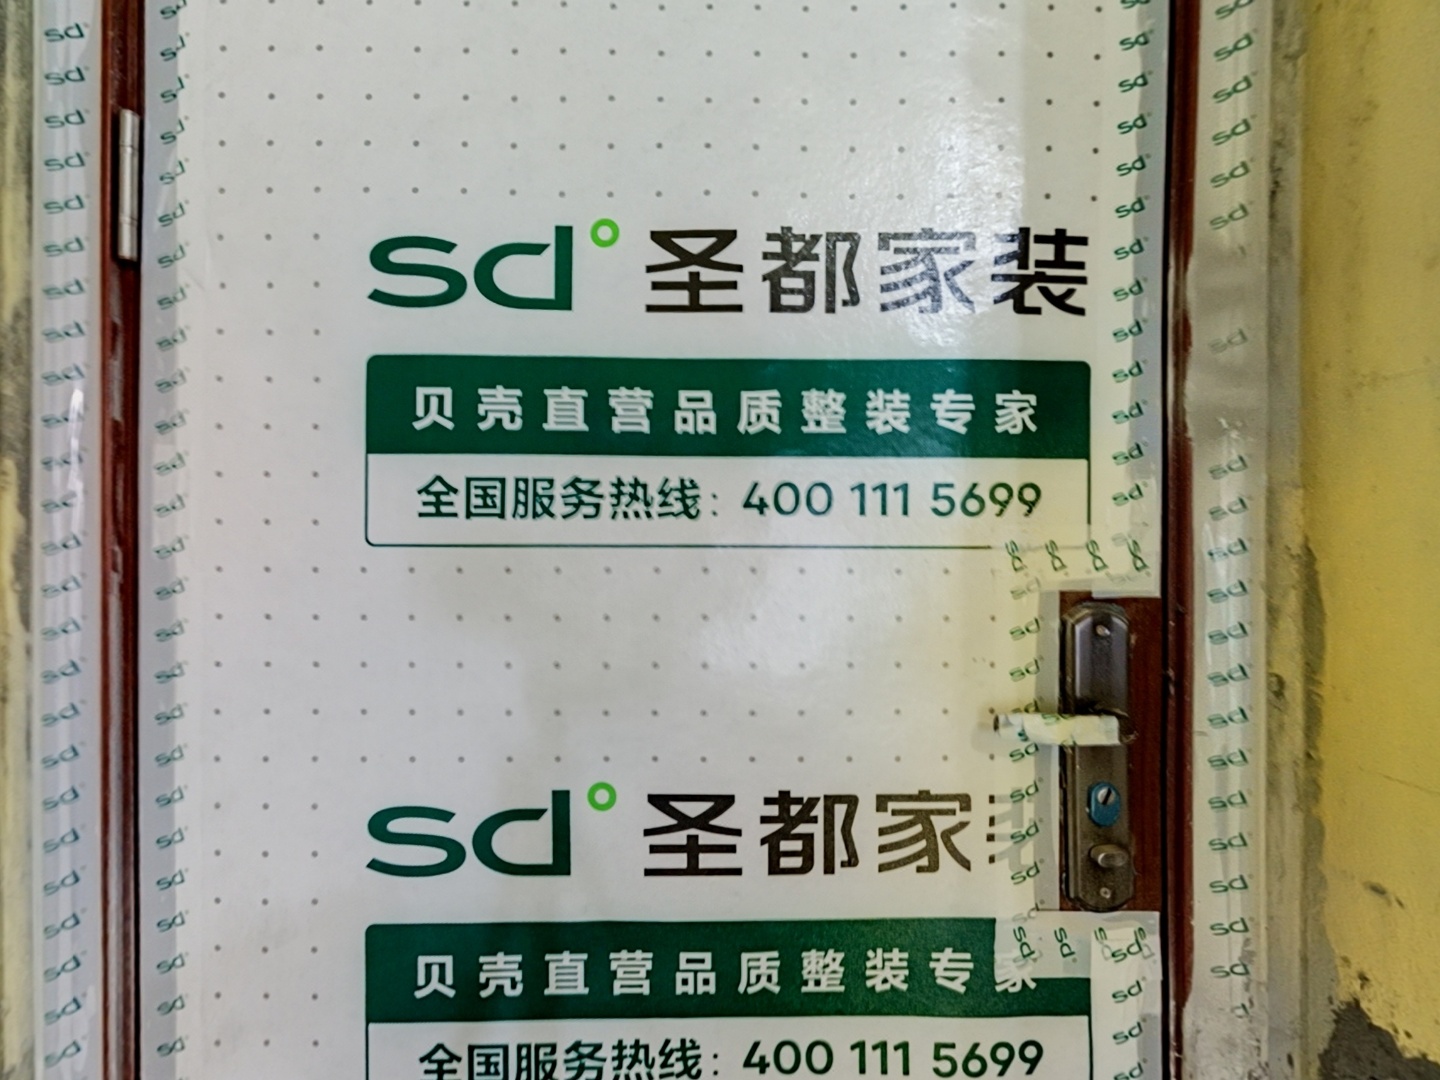 sd° 圣都家装
贝壳直营品质整装专家
全国服务热线：400 111 5699
sd° 圣都家
贝壳直营品质整装专家
全国服务热线：400 111 5699